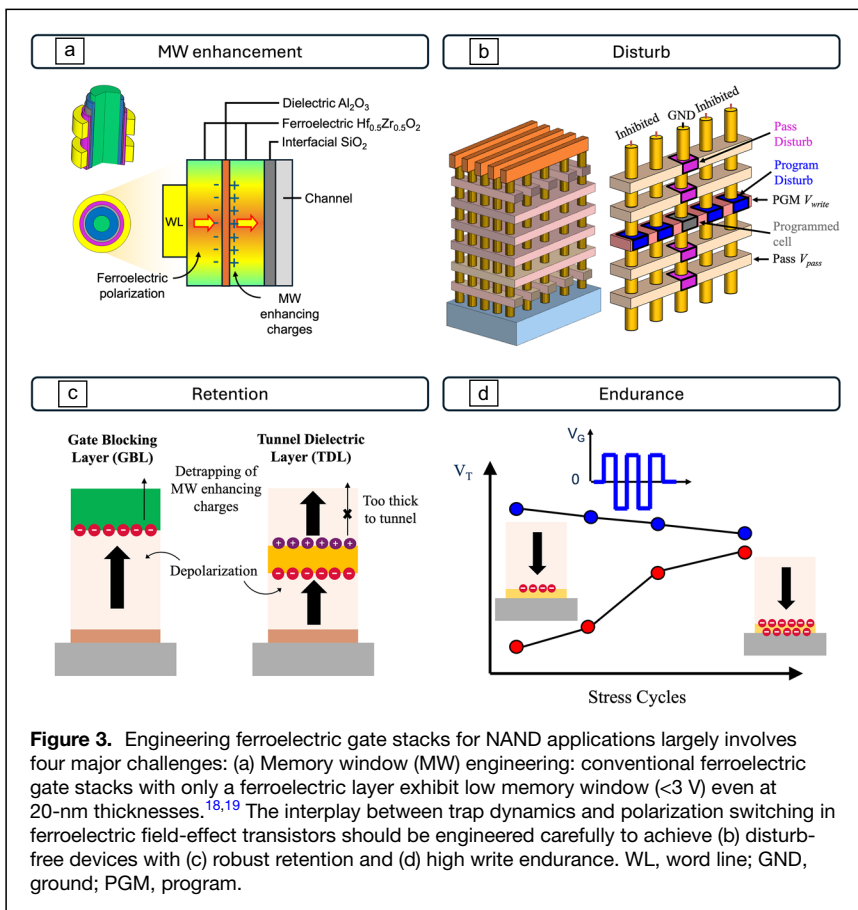 a
MW enhancement
Dielectric Al₂O₃
Ferroelectric Hf₀.₅Zr₀.₅O₂
Interfacial SiO₂
Channel
WL
- - - - - - -
+ + + + + + +
Ferroelectric
polarization
MW
enhancing
charges
b
Disturb
Inhibited
GND
Inhibited
Pass
Disturb
Program
Disturb
PGM V_write
Programmed
cell
Pass V_pass
c
Retention
Gate Blocking
Layer (GBL)
Tunnel Dielectric
Layer (TDL)
Detrapping of
MW enhancing
charges
Too thick
to tunnel
Depolarization
d
Endurance
V_G
0
V_T
Stress Cycles
Figure 3. Engineering ferroelectric gate stacks for NAND applications largely involves
four major challenges: (a) Memory window (MW) engineering: conventional ferroelectric
gate stacks with only a ferroelectric layer exhibit low memory window (<3 V) even at
20-nm thicknesses.18,19 The interplay between trap dynamics and polarization switching in
ferroelectric field-effect transistors should be engineered carefully to achieve (b) disturb-
free devices with (c) robust retention and (d) high write endurance. WL, word line; GND,
ground; PGM, program.